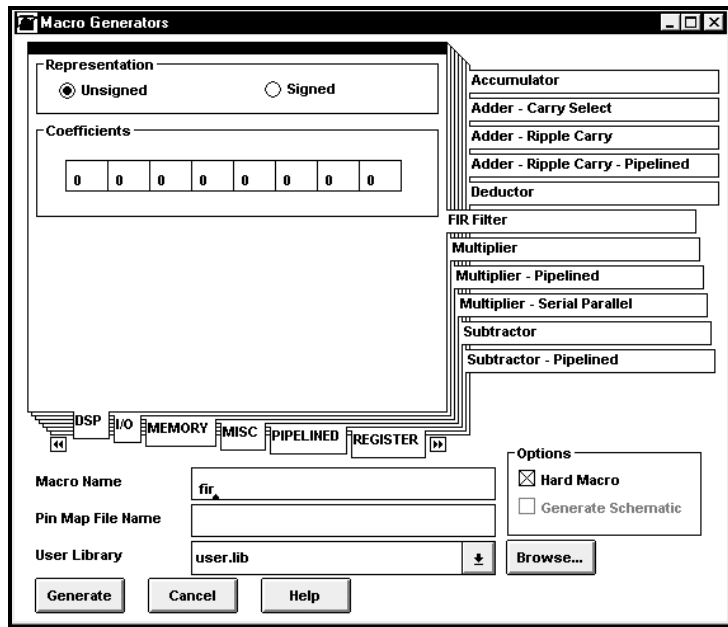 Macro Generators
Representation
Unsigned
Signed
Coefficients
0 0 0 0 0 0 0 0
Accumulator
Adder - Carry Select
Adder - Ripple Carry
Adder - Ripple Carry - Pipelined
Deductor
FIR Filter
Multiplier
Multiplier - Pipelined
Multiplier - Serial Parallel
Subtractor
Subtractor - Pipelined
DSP
I/O
MEMORY
MISC
PIPELINED
REGISTER
Macro Name
fir
Pin Map File Name
User Library
user.lib
Options
Hard Macro
Generate Schematic
Browse...
Generate
Cancel
Help